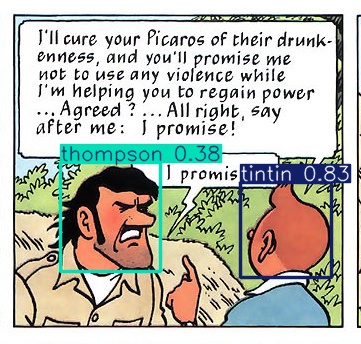 I'll cure your Picaros of their drunk-
enness, and you'll promise me
not to use any violence while
I'm helping you to regain power
... Agreed ? ... All right, say
after me: I promise!
thompson 0.38
I promis
tintin 0.83